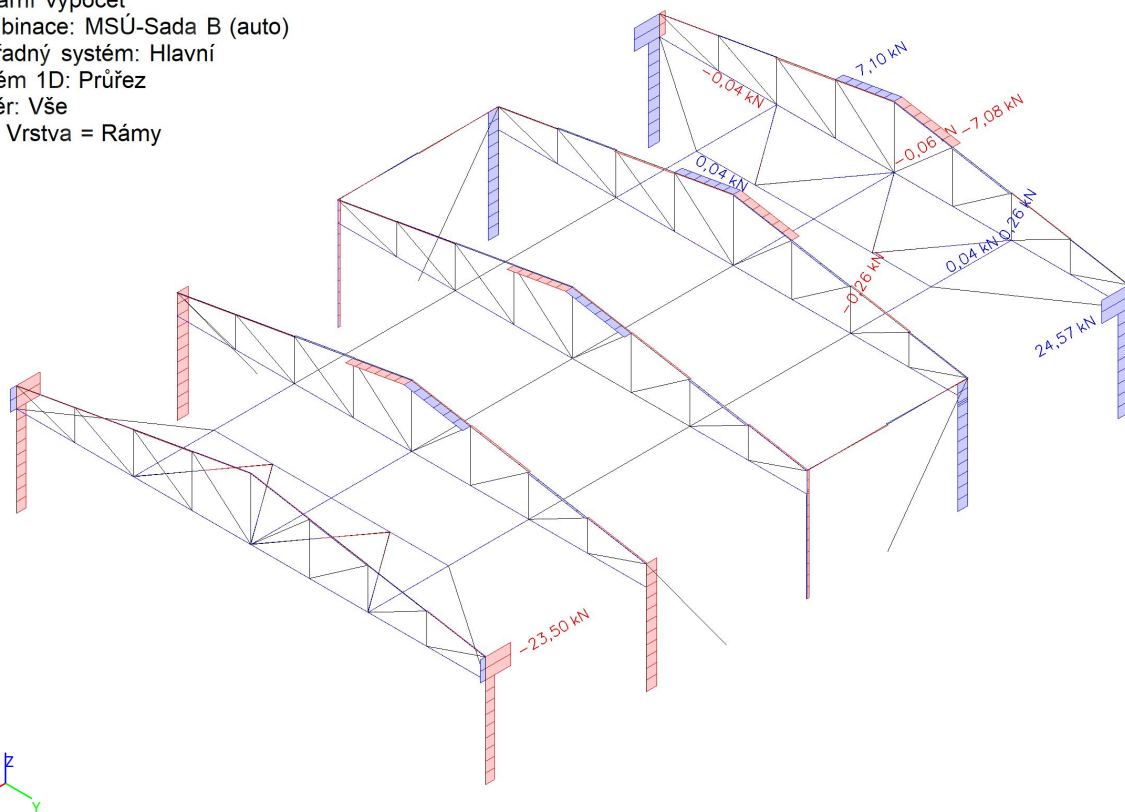 binace: MSÚ-Sada B (auto)
řadný systém: Hlavní
ém 1D: Průřez
ěr: Vše
Vrstva = Rámy
7,10 kN
-0,04 kN
-7,08 kN
-0,06 N
0,04 kN
0,26 kN
0,04 kN
-0,26 kN
24,57 kN
-23,50 kN
Z
Y